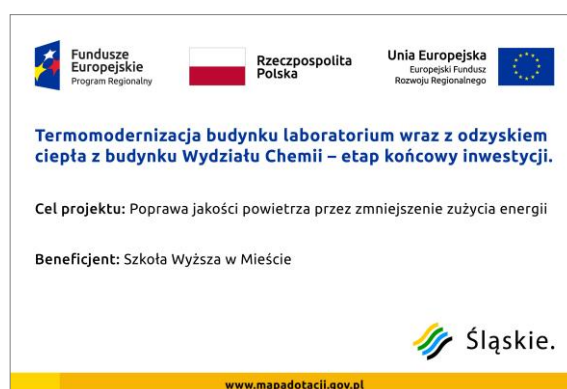 Fundusze
Europejskie
Program Regionalny
Rzeczpospolita
Polska
Unia Europejska
Europejski Fundusz
Rozwoju Regionalnego
Termomodernizacja budynku laboratorium wraz z odzyskiem
ciepła z budynku Wydziału Chemii – etap końcowy inwestycji.
Cel projektu: Poprawa jakości powietrza przez zmniejszenie zużycia energii
Beneficjent: Szkoła Wyższa w Mieście
Śląskie.
www.mapadotacji.gov.pl